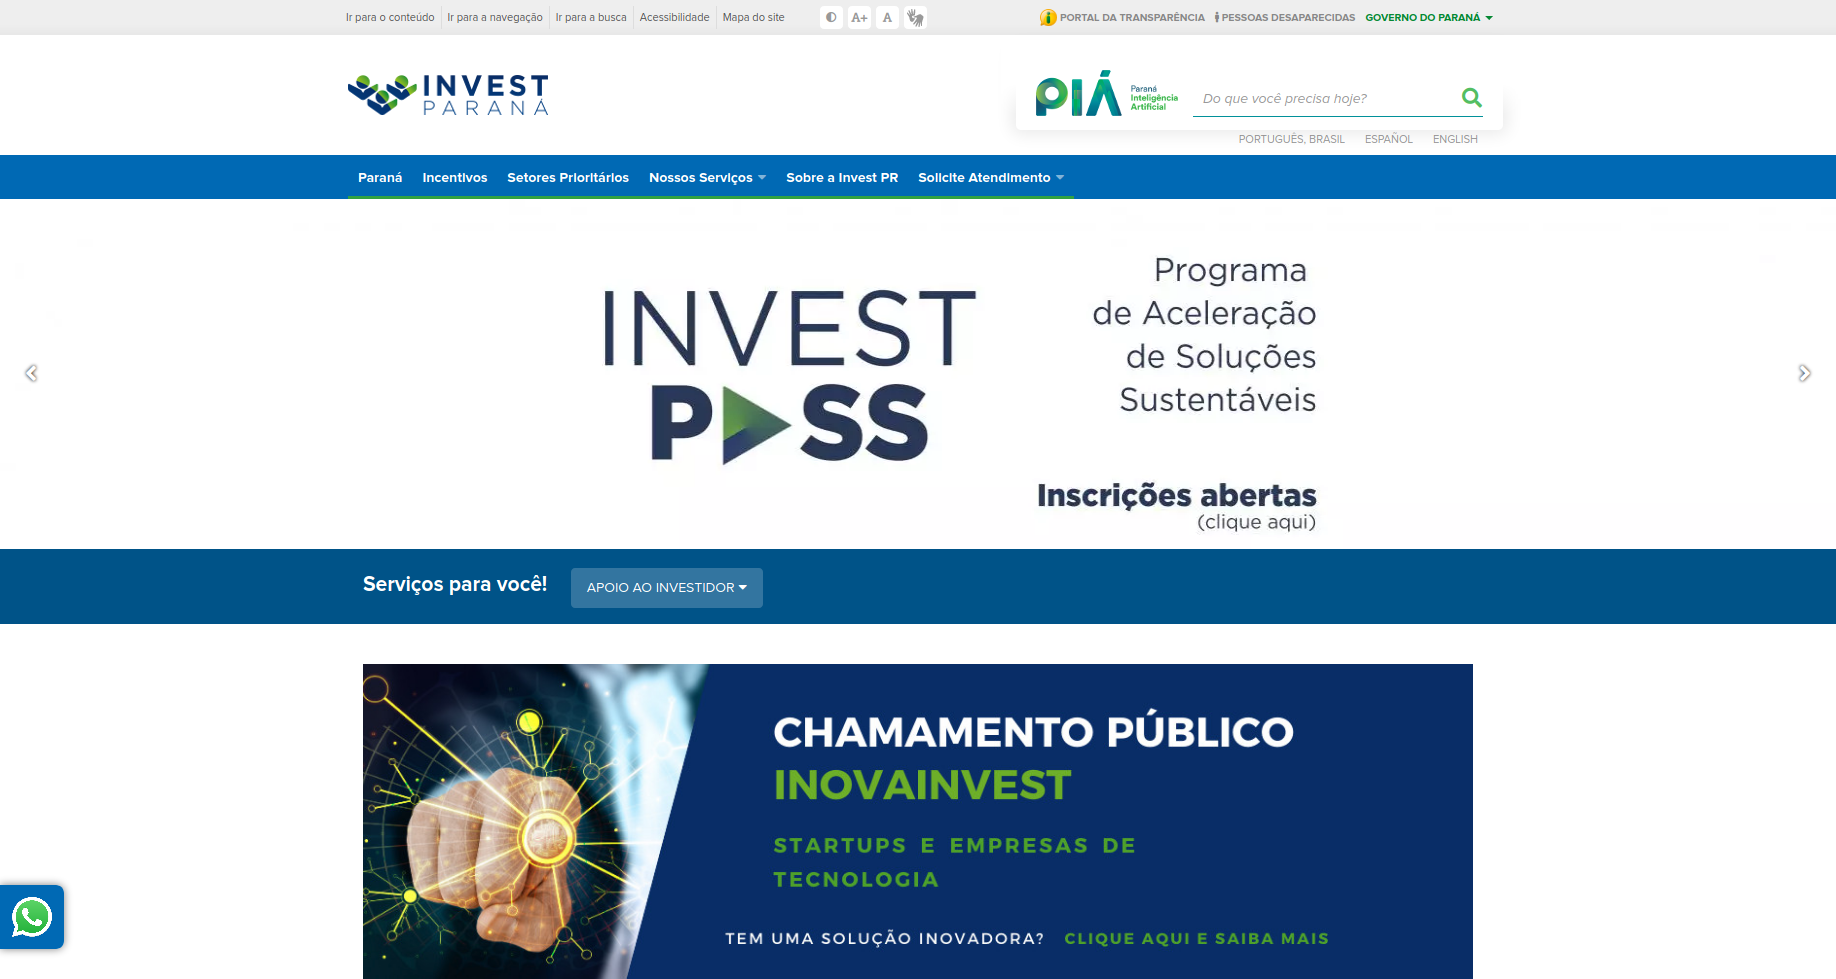 Ir para o conteúdo
Ir para a navegação
Ir para a busca
Acessibilidade
Mapa do site
A+
A
PORTAL DA TRANSPARÊNCIA
PESSOAS DESAPARECIDAS
GOVERNO DO PARANÁ
INVEST
PARANÁ
PIÁ
Paraná
Inteligência
Artificial
Do que você precisa hoje?
PORTUGUÊS, BRASIL
ESPAÑOL
ENGLISH
Paraná
Incentivos
Setores Prioritários
Nossos Serviços
Sobre a Invest PR
Solicite Atendimento
INVEST
PASS
Programa
de Aceleração
de Soluções
Sustentáveis
Inscrições abertas
(clique aqui)
Serviços para você!
APOIO AO INVESTIDOR
CHAMAMENTO PÚBLICO
INOVAINVEST
STARTUPS E EMPRESAS DE
TECNOLOGIA
TEM UMA SOLUÇÃO INOVADORA? CLIQUE AQUI E SAIBA MAIS